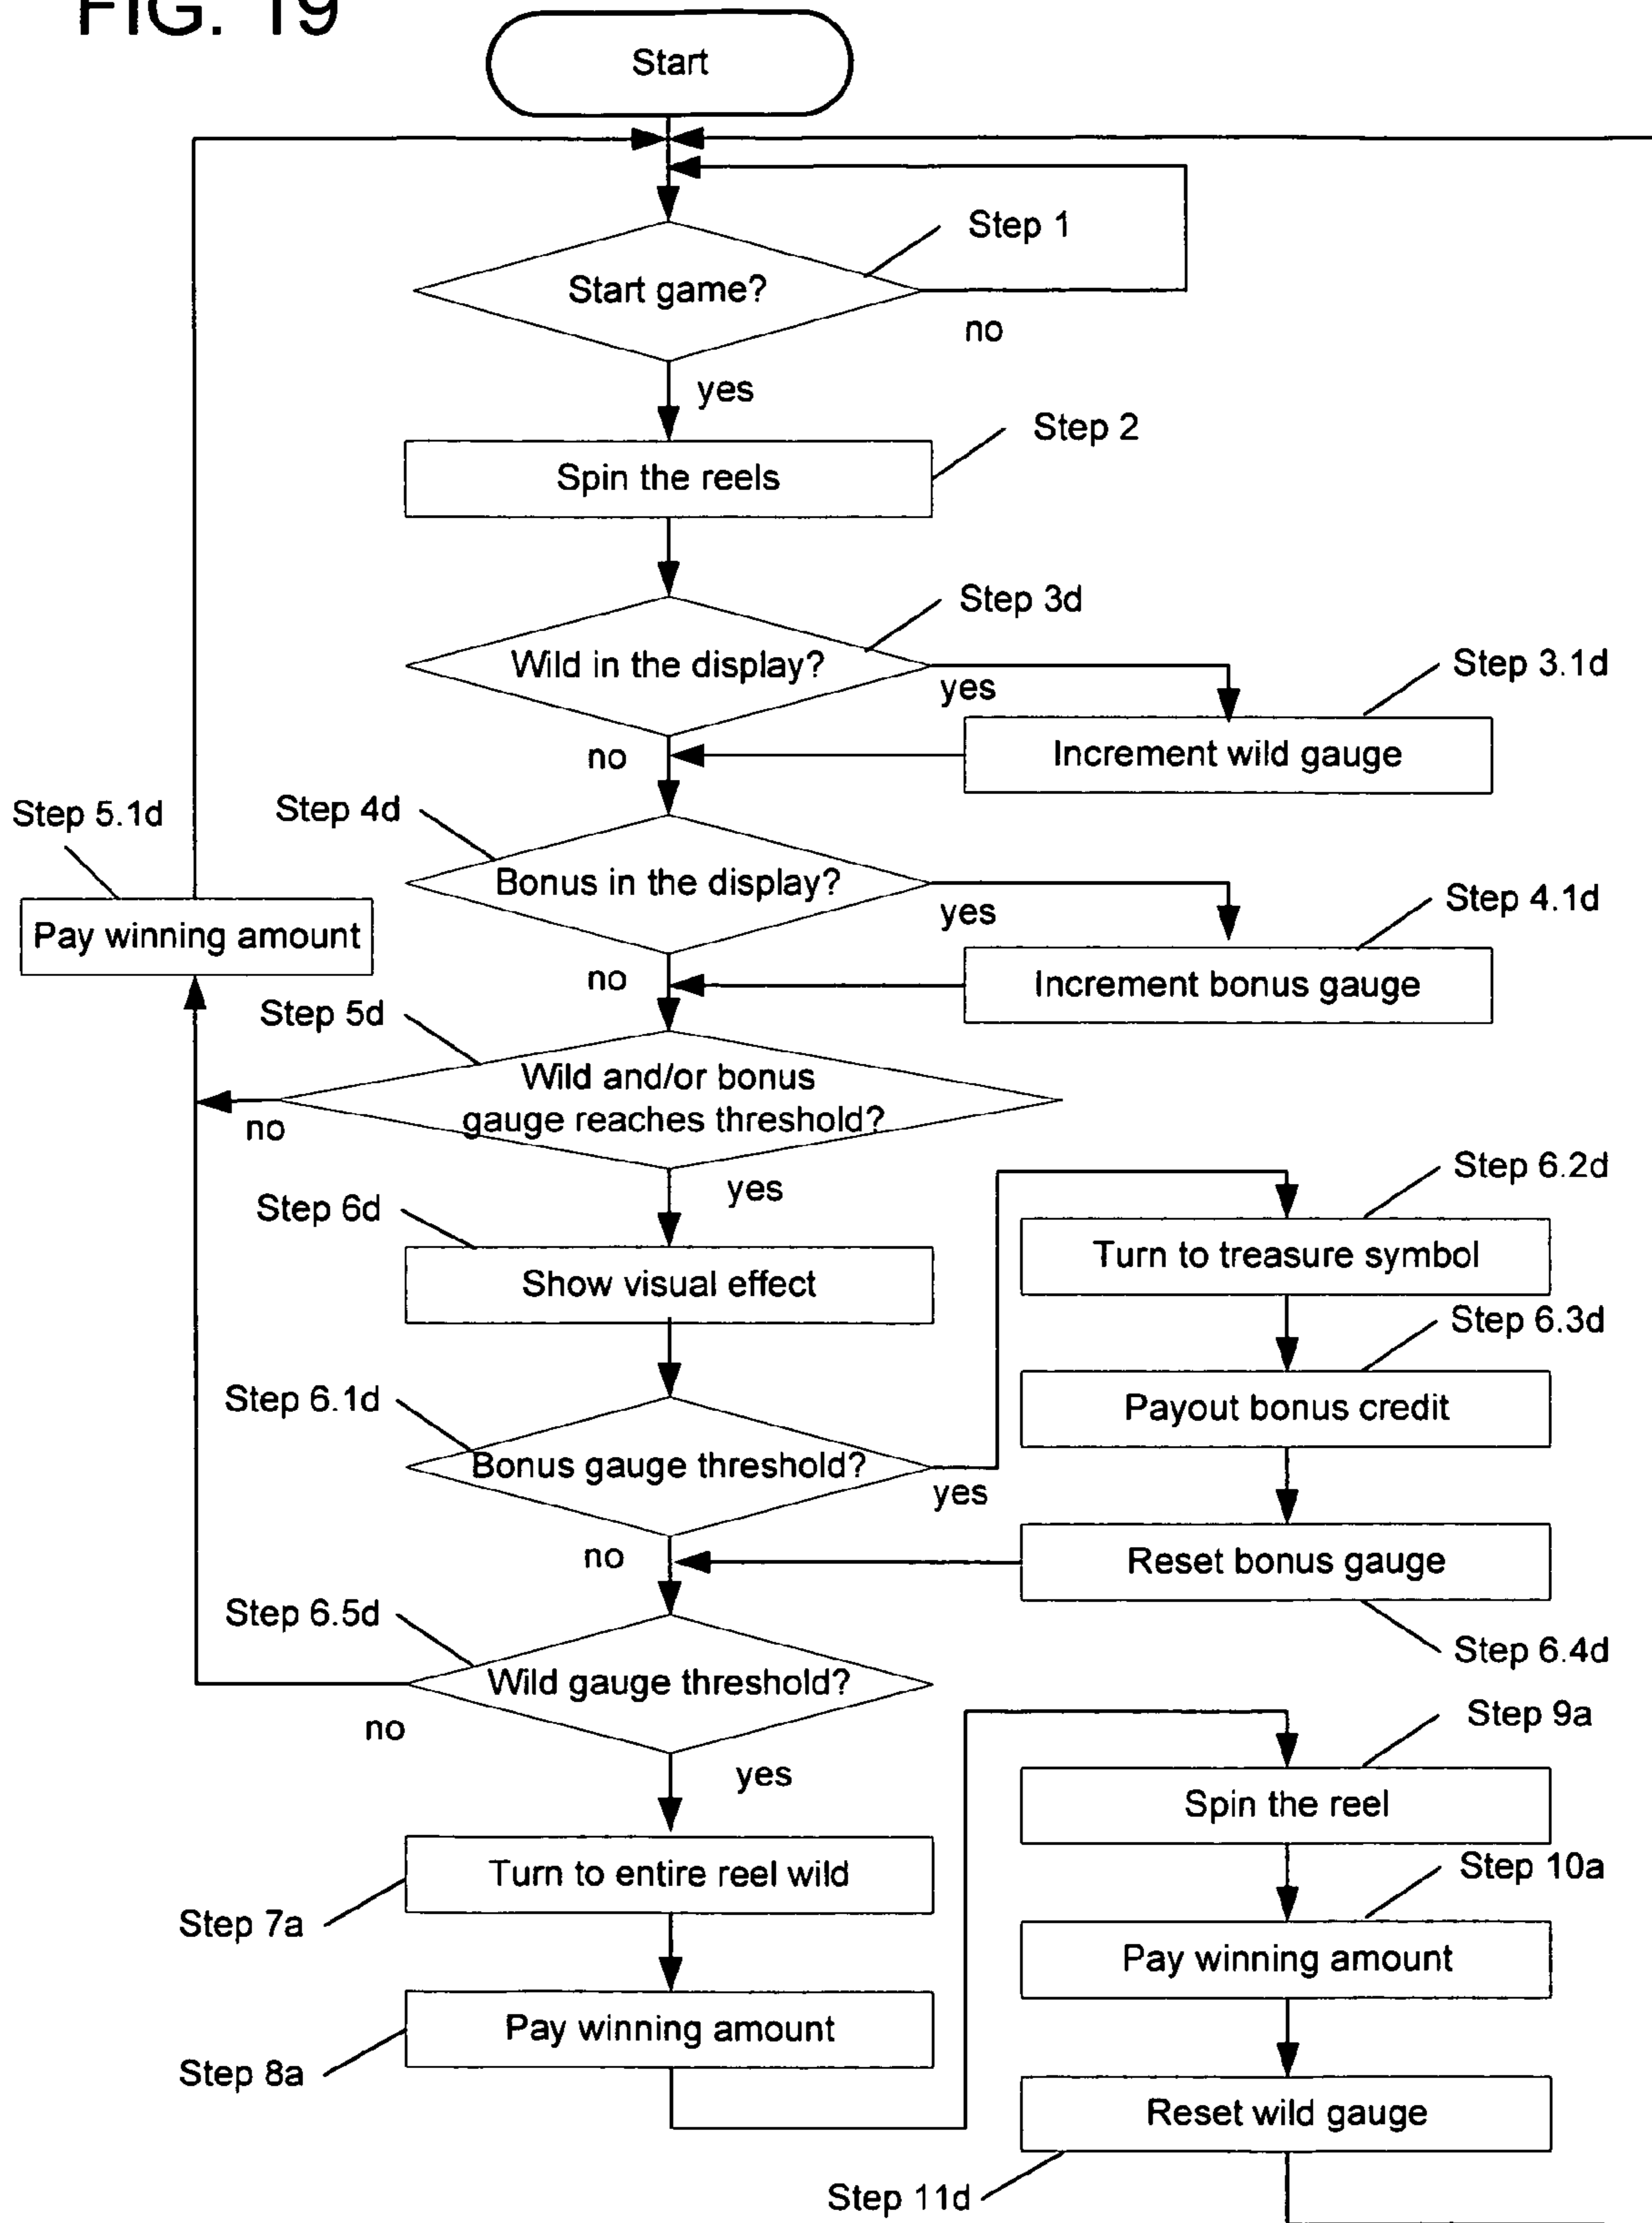 FIG. 19
Start
Step 1
Start game?
no
yes
Step 2
Spin the reels
Step 3d
Wild in the display?
yes
Step 3.1d
Increment wild gauge
no
Step 4d
Bonus in the display?
yes
Step 4.1d
Increment bonus gauge
no
Step 5.1d
Pay winning amount
Step 5d
Wild and/or bonus
gauge reaches threshold?
no
yes
Step 6d
Show visual effect
Step 6.1d
Bonus gauge threshold?
yes
Step 6.2d
Turn to treasure symbol
Step 6.3d
Payout bonus credit
Reset bonus gauge
Step 6.4d
no
Step 6.5d
Wild gauge threshold?
no
yes
Turn to entire reel wild
Step 7a
Pay winning amount
Step 8a
Step 9a
Spin the reel
Step 10a
Pay winning amount
Reset wild gauge
Step 11d